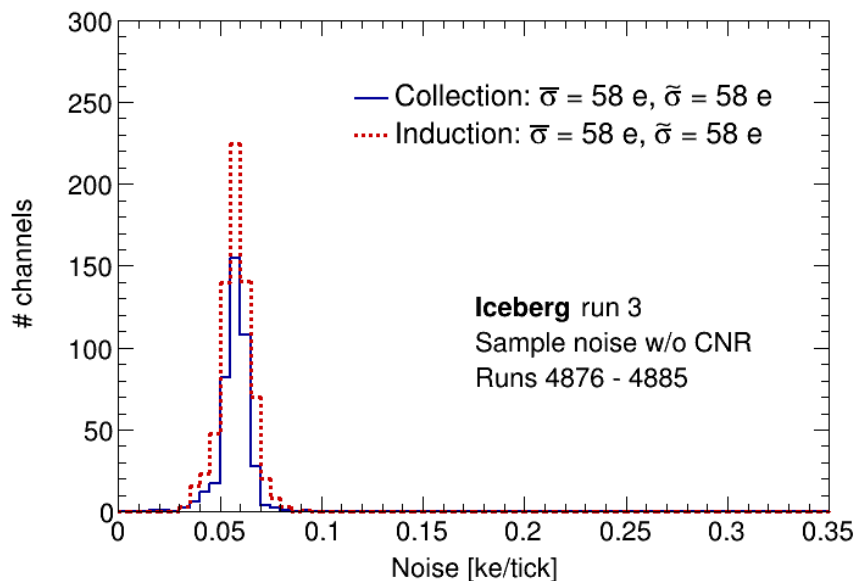 300
250
200
150
100
50
0
# channels
Collection: σ̅ = 58 e, σ̃ = 58 e
Induction: σ̅ = 58 e, σ̃ = 58 e
Iceberg run 3
Sample noise w/o CNR
Runs 4876 - 4885
0 0.05 0.1 0.15 0.2 0.25 0.3 0.35
Noise [ke/tick]